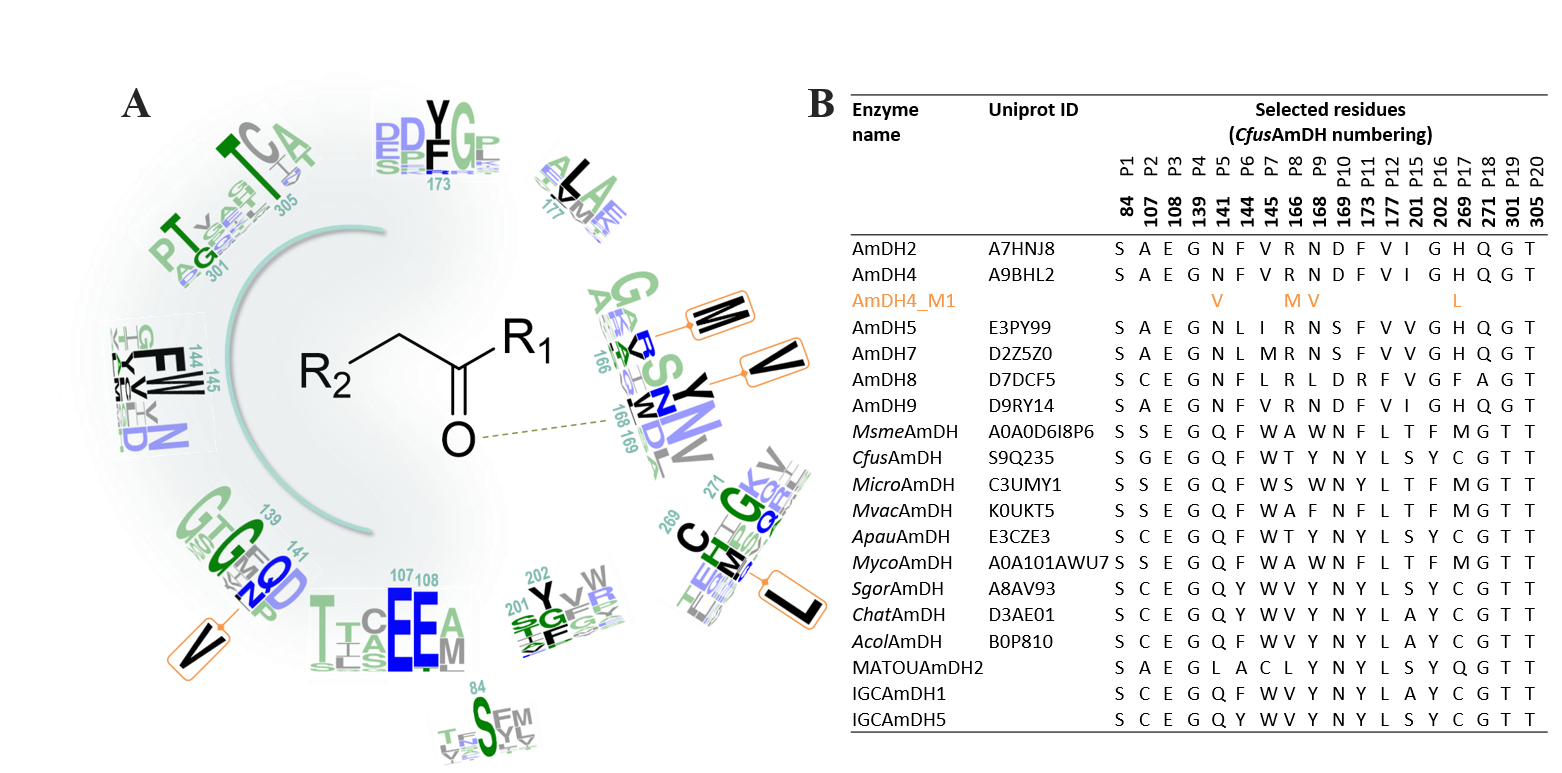 A
Y
F
173
177
305
301
144
145
R2
R1
O
M
V
166
168
169
139
141
V
107 108
202
201
84
271
269
L
B
Enzyme name Uniprot ID Selected residues
(CfusAmDH numbering)
P1 P2 P3 P4 P5 P6 P7 P8 P9 P10 P11 P12 P15 P16 P17 P18 P19 P20
84 107 108 139 141 144 145 166 168 169 173 177 201 202 269 271 301 305
AmDH2 A7HNJ8 S A E G N F V R N D F V I G H Q G T
AmDH4 A9BHL2 S A E G N F V R N D F V I G H Q G T
AmDH4_M1 V M V L
AmDH5 E3PY99 S A E G N L I R N S F V V G H Q G T
AmDH7 D2Z5Z0 S A E G N L M R N S F V V G H Q G T
AmDH8 D7DCF5 S C E G N F L R L D R F V G F A G T
AmDH9 D9RY14 S A E G N F V R N D F V I G H Q G T
MsmeAmDH A0A0D6I8P6 S S E G Q F W A W N F L T F M G T T
CfusAmDH S9Q235 S G E G Q F W T Y N Y L S Y C G T T
MicroAmDH C3UMY1 S S E G Q F W S W N Y L T F M G T T
MvacAmDH K0UKT5 S S E G Q F W A F N F L T F M G T T
ApauAmDH E3CZE3 S C E G Q F W T Y N Y L S Y C G T T
MycoAmDH A0A101AWU7 S S E G Q F W A W N F L T F M G T T
SgorAmDH A8AV93 S C E G Q Y W V Y N Y L S Y C G T T
ChatAmDH D3AE01 S C E G Q Y W V Y N Y L A Y C G T T
AcolAmDH B0P810 S C E G Q F W V Y N Y L A Y C G T T
MATOUAmDH2 S A E G L A C L Y N Y L S Y Q G T T
IGCAmDH1 S C E G Q F W V Y N Y L A Y C G T T
IGCAmDH5 S C E G Q Y W V Y N Y L S Y C G T T